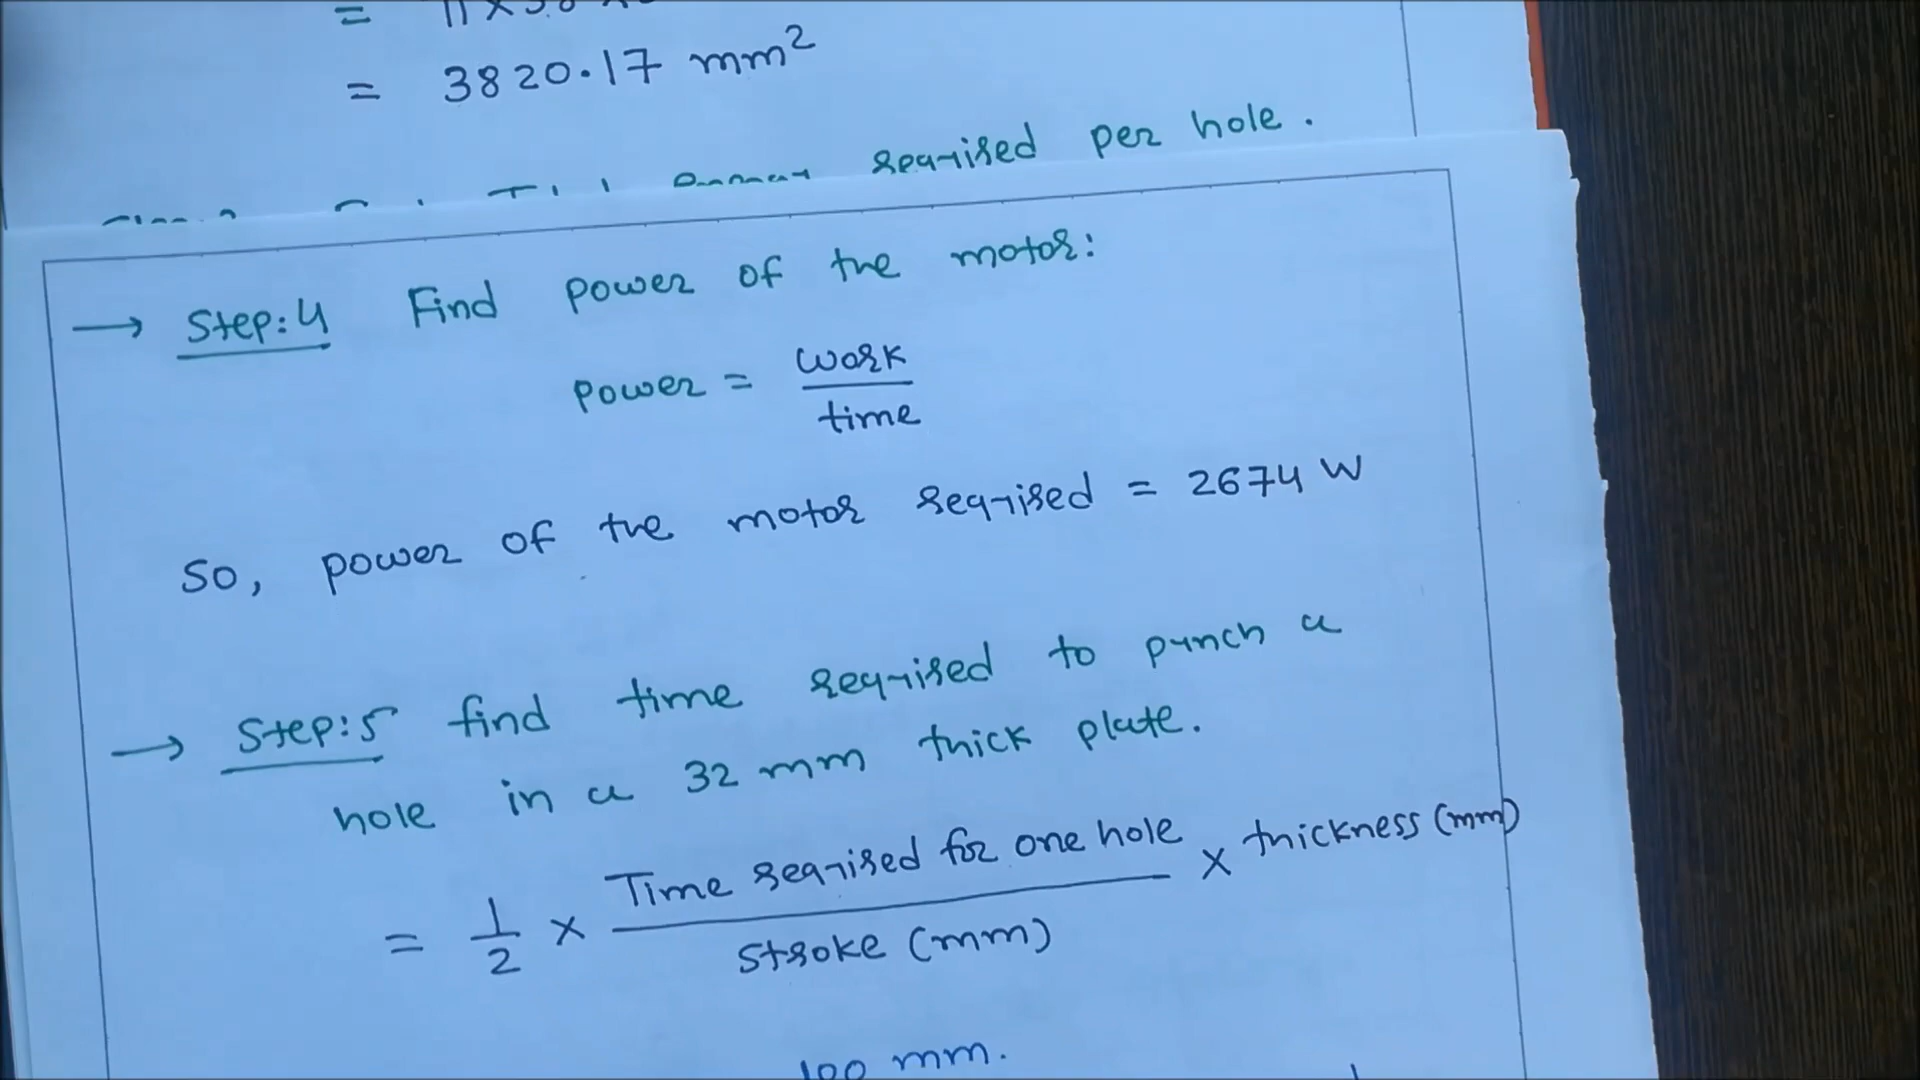 =
= 3820.17 mm²
required per hole.
→ Step:4 Find power of the motor:
power = work / time
So, power of the motor required = 2674 W
→ Step:5 find time required to punch a
hole in a 32 mm thick plate.
= 1/2 × Time required for one hole / Stroke (mm) × thickness (mm)
100 mm.